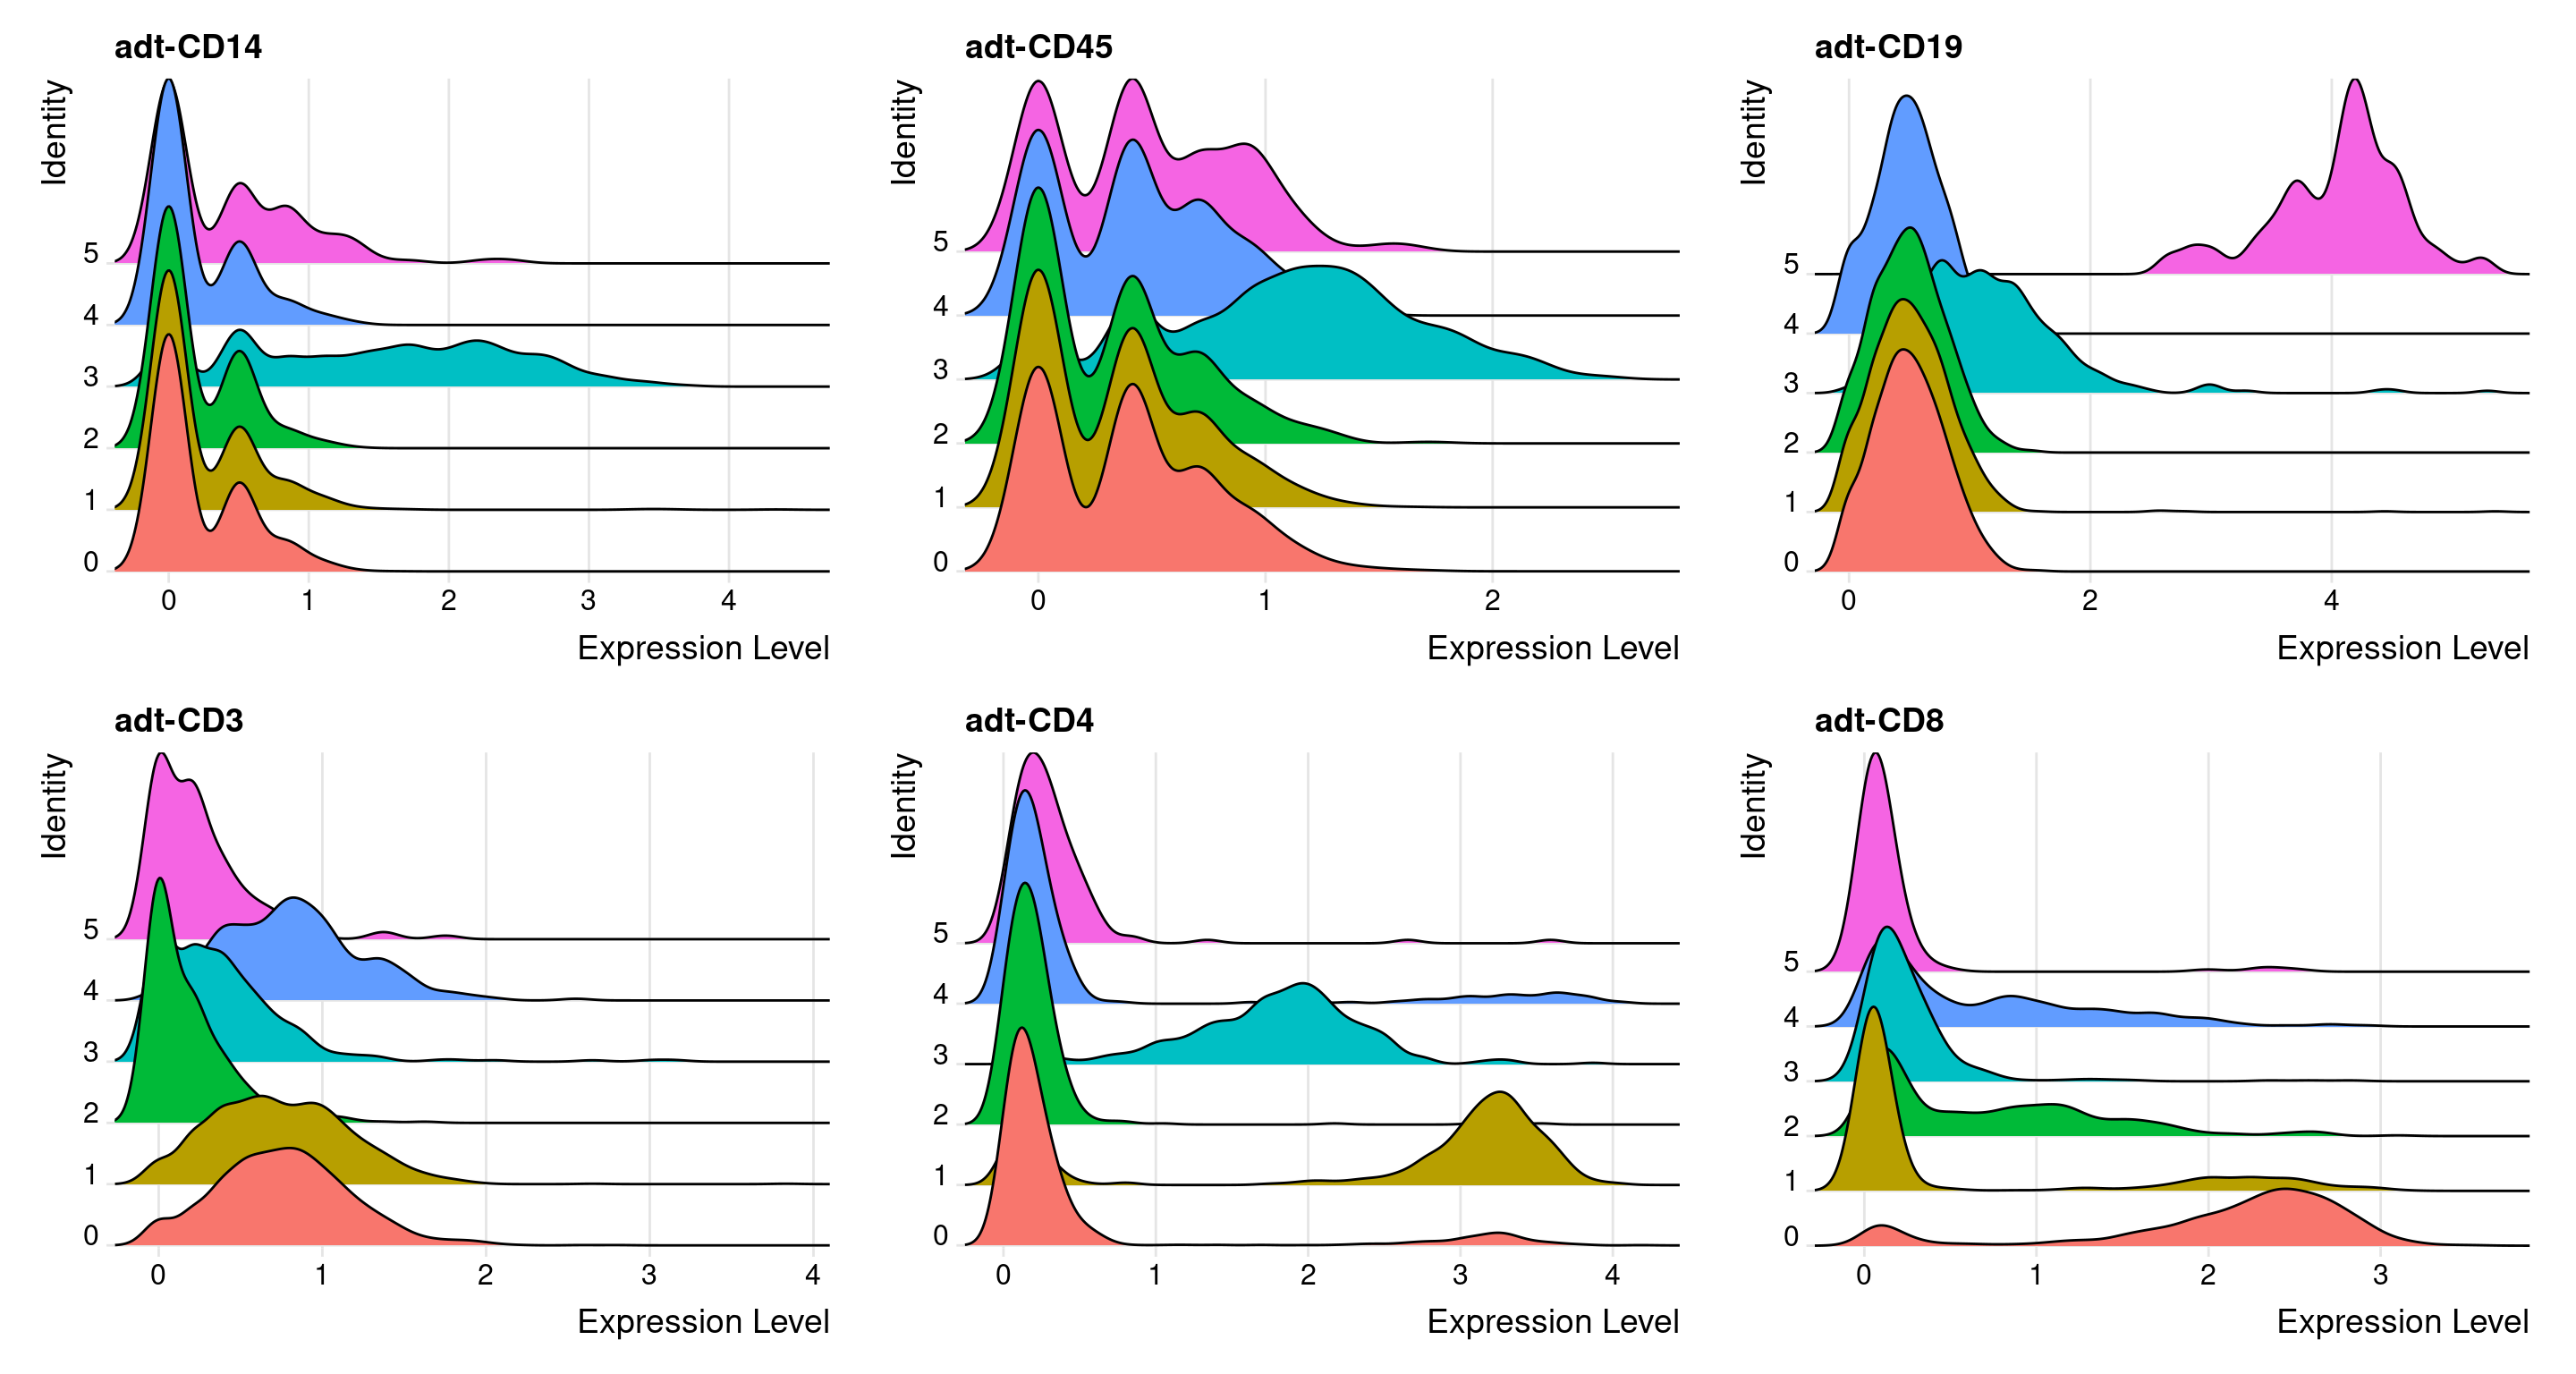 adt-CD14
Identity
5
4
3
2
1
0
0 1 2 3 4
Expression Level
adt-CD45
Identity
5
4
3
2
1
0
0 1 2
Expression Level
adt-CD19
Identity
5
4
3
2
1
0
0 2 4
Expression Level
adt-CD3
Identity
5
4
3
2
1
0
0 1 2 3 4
Expression Level
adt-CD4
Identity
5
4
3
2
1
0
0 1 2 3 4
Expression Level
adt-CD8
Identity
5
4
3
2
1
0
0 1 2 3
Expression Level